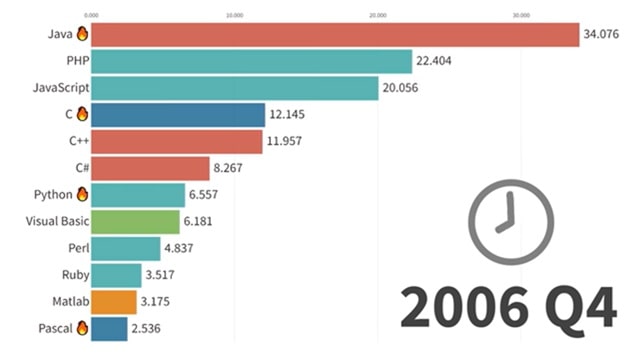 0.000 10.000 20.000 30.000
Java 🔥 34.076
PHP 22.404
JavaScript 20.056
C 🔥 12.145
C++ 11.957
C# 8.267
Python 🔥 6.557
Visual Basic 6.181
Perl 4.837
Ruby 3.517
Matlab 3.175
Pascal 🔥 2.536
2006 Q4